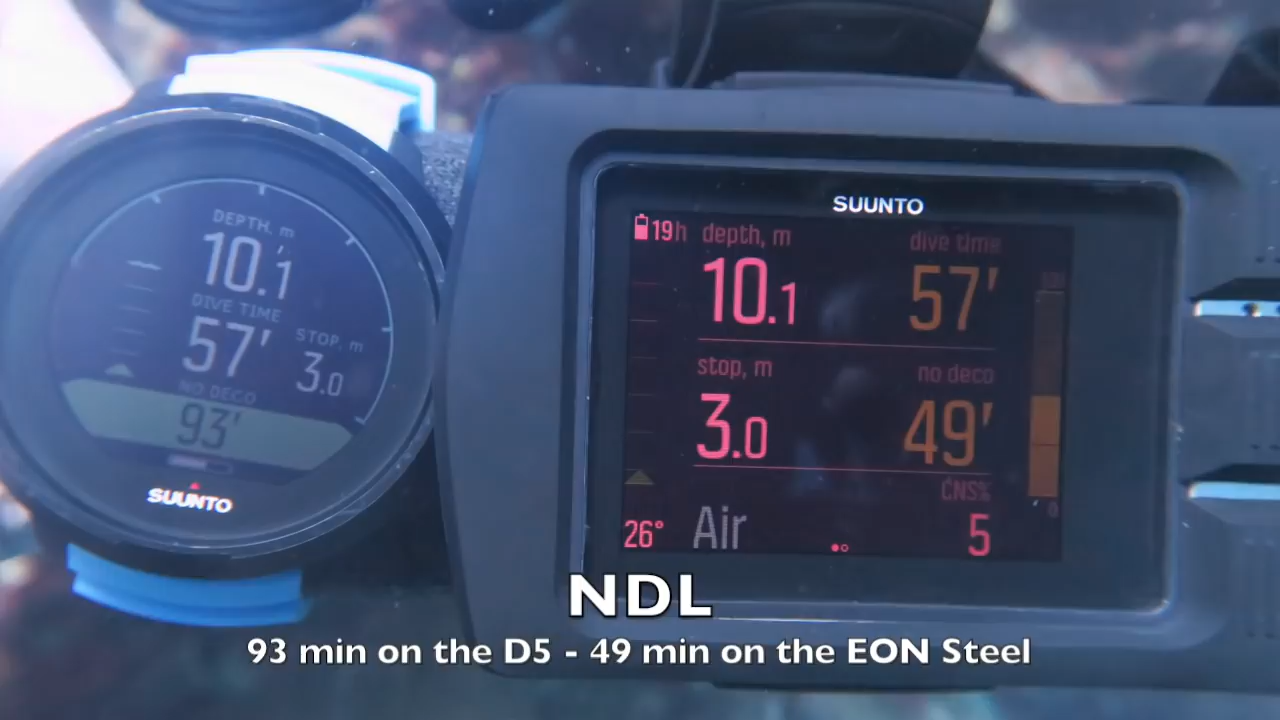 DEPTH, m
10.1
DIVE TIME
57'
STOP, m
3.0
NO DECO
93'
SUUNTO
SUUNTO
19h
depth, m
dive time
10.1
57'
stop, m
no deco
3.0
49'
CNS%
26°
Air
5
0
NDL
93 min on the D5 - 49 min on the EON Steel